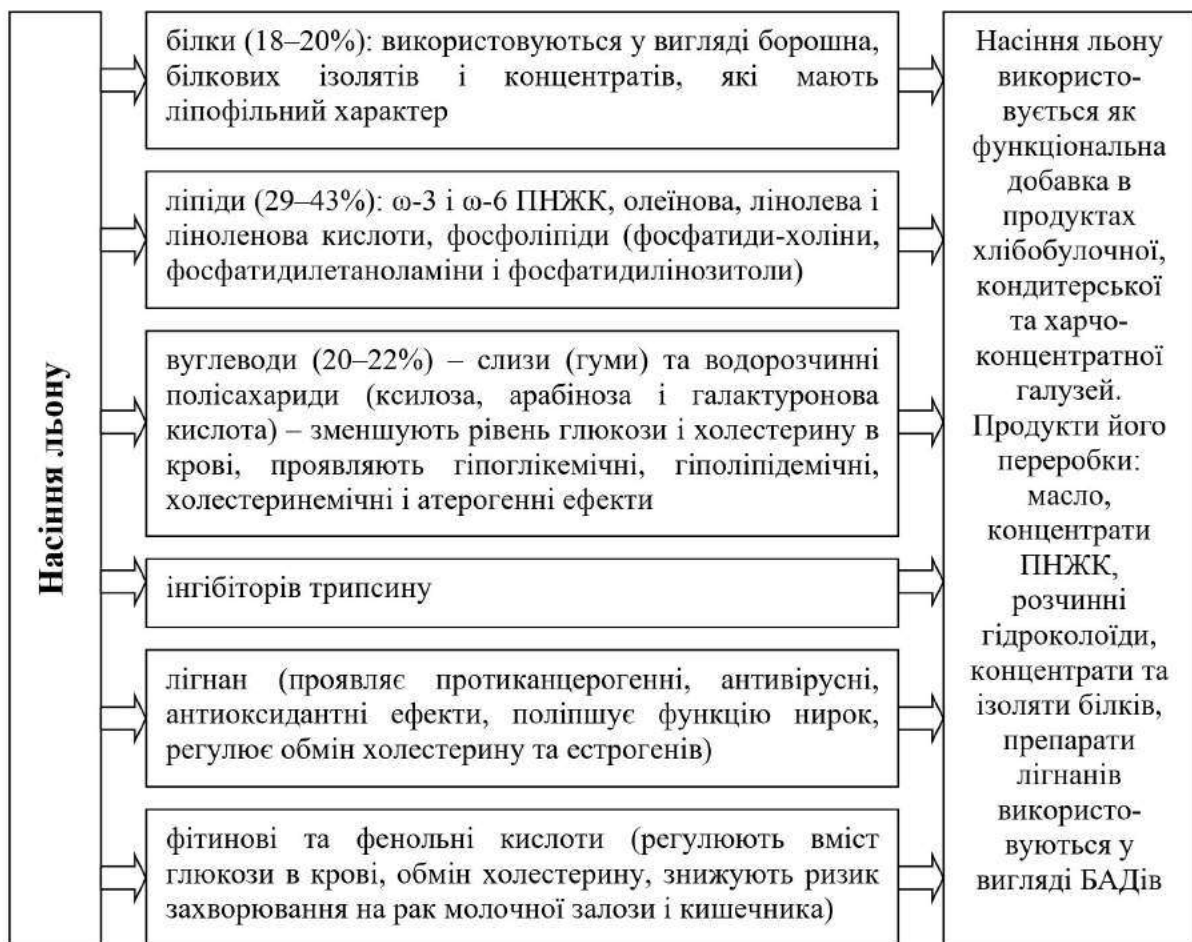 Насіння льону
білки (18–20%): використовуються у вигляді борошна,
білкових ізолятів і концентратів, які мають
ліпофільний характер
ліпіди (29–43%): ω-3 і ω-6 ПНЖК, олеїнова, лінолева і
ліноленова кислоти, фосфоліпіди (фосфатиди-холіни,
фосфатидилетаноламіни і фосфатидилінозитоли)
вуглеводи (20–22%) – слизи (гуми) та водорозчинні
полісахариди (ксилоза, арабіноза і галактуронова
кислота) – зменшують рівень глюкози і холестерину в
крові, проявляють гіпоглікемічні, гіполіпідемічні,
холестеринемічні і атерогенні ефекти
інгібіторів трипсину
лігнан (проявляє протиканцерогенні, антивірусні,
антиоксидантні ефекти, поліпшує функцію нирок,
регулює обмін холестерину та естрогенів)
фітинові та фенольні кислоти (регулюють вміст
глюкози в крові, обмін холестерину, знижують ризик
захворювання на рак молочної залози і кишечника)
Насіння льону
використо-
вується як
функціональна
добавка в
продуктах
хлібобулочної,
кондитерської
та харчо-
концентратної
галузей.
Продукти його
переробки:
масло,
концентрати
ПНЖК,
розчинні
гідроколоїди,
концентрати та
ізоляти білків,
препарати
лігнанів
використо-
вуються у
вигляді БАДів